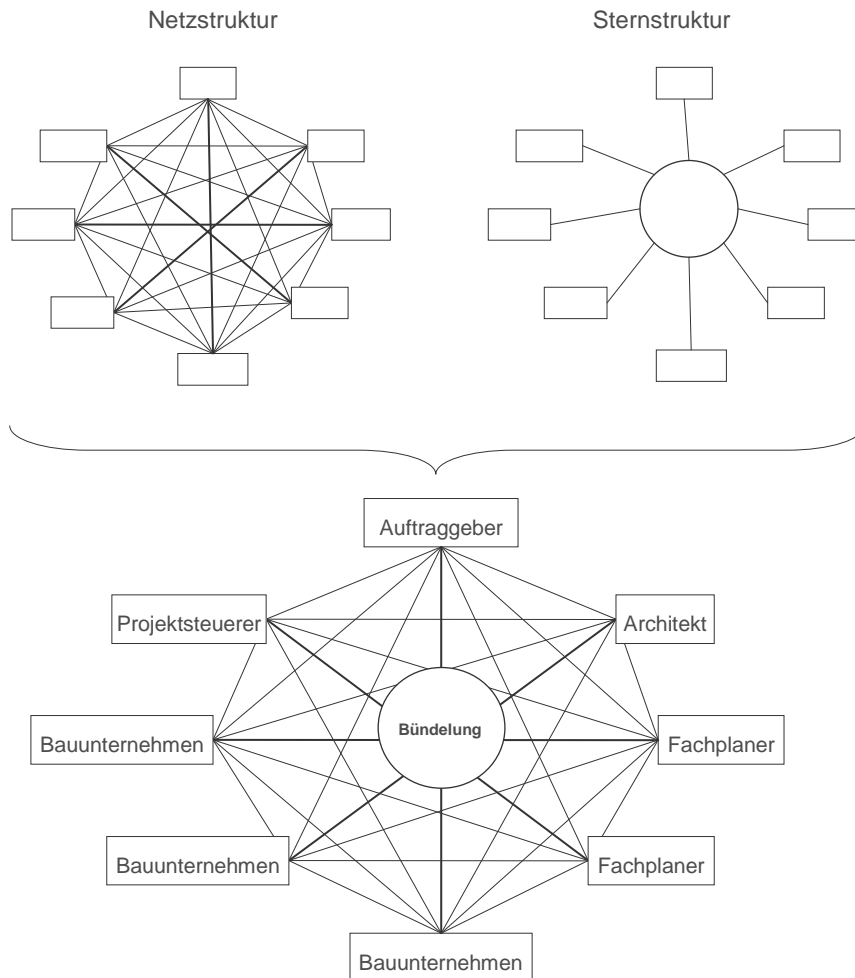 Netzstruktur
Sternstruktur
Auftraggeber
Projektsteuerer
Architekt
Bündelung
Bauunternehmen
Fachplaner
Bauunternehmen
Fachplaner
Bauunternehmen